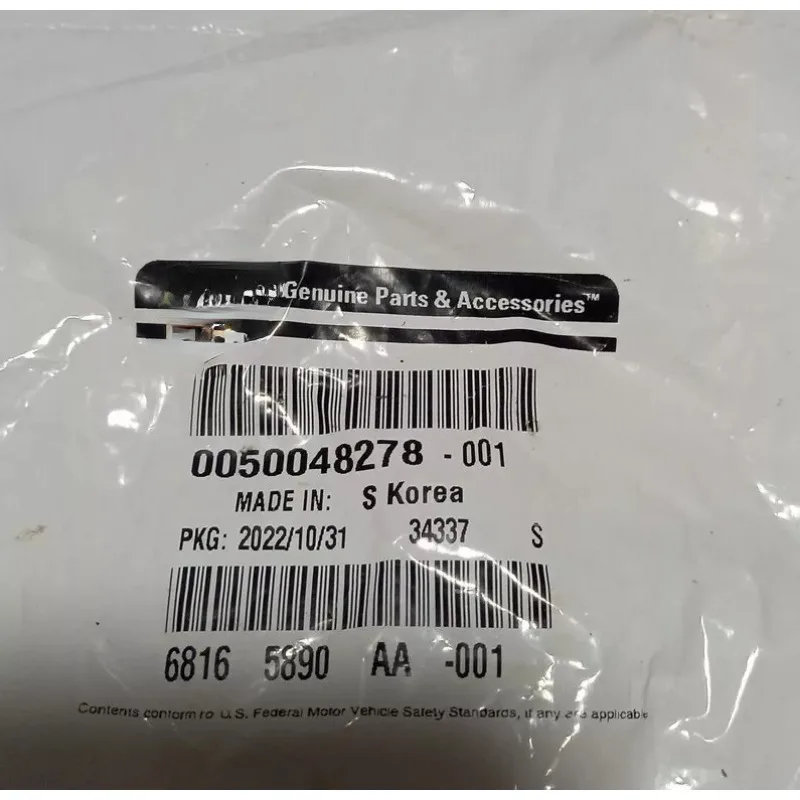 Genuine Parts & Accessories™
0050048278 - 001
MADE IN: S Korea
PKG: 2022/10/31 34337 S
6816 5890 AA -001
Contents conform to U.S. Federal Motor Vehicle Safety Standards, if any are applicable